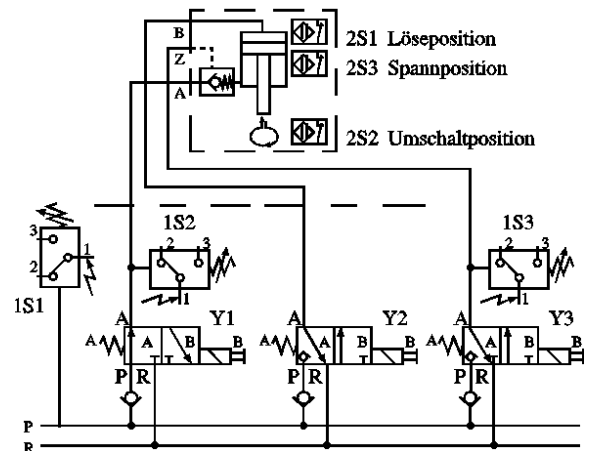 B
2S1 Löseposition
Z
2S3 Spannposition
A
2S2 Umschaltposition
1S2
1S3
3
2
1
1S1
2 3
1
2 3
1
A Y1
A A B B
T T
P R
A Y2
A A B B
T T
P R
A Y3
A A B B
T T
P R
P
R